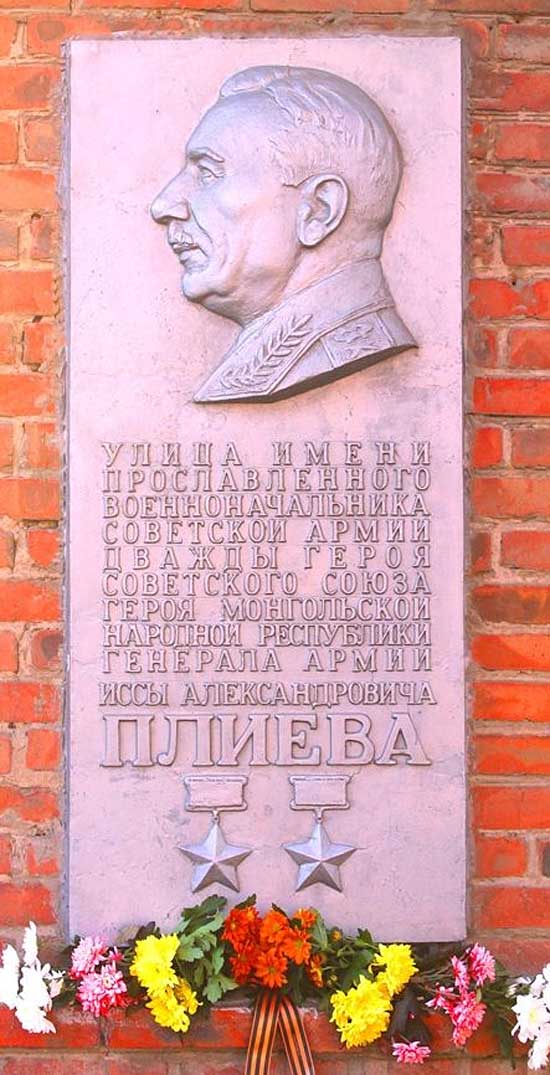 УЛИЦА ИМЕНИ
ПРОСЛАВЛЕННОГО
ВОЕННОНАЧАЛЬНИКА
СОВЕТСКОЙ АРМИИ
ДВАЖДЫ ГЕРОЯ
СОВЕТСКОГО СОЮЗА
ГЕРОЯ МОНГОЛЬСКОЙ
НАРОДНОЙ РЕСПУБЛИКИ
ГЕНЕРАЛА АРМИИ
ИССЫ АЛЕКСАНДРОВИЧА
ПЛИЕВА